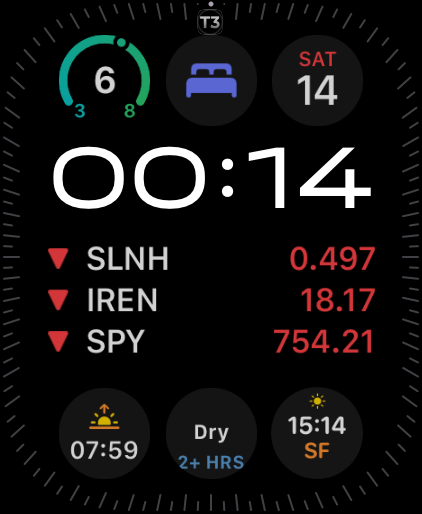 T3
6
3 8
SAT
14
00:14
SLNH 0.497
IREN 18.17
SPY 754.21
07:59
Dry
2+ HRS
15:14
SF